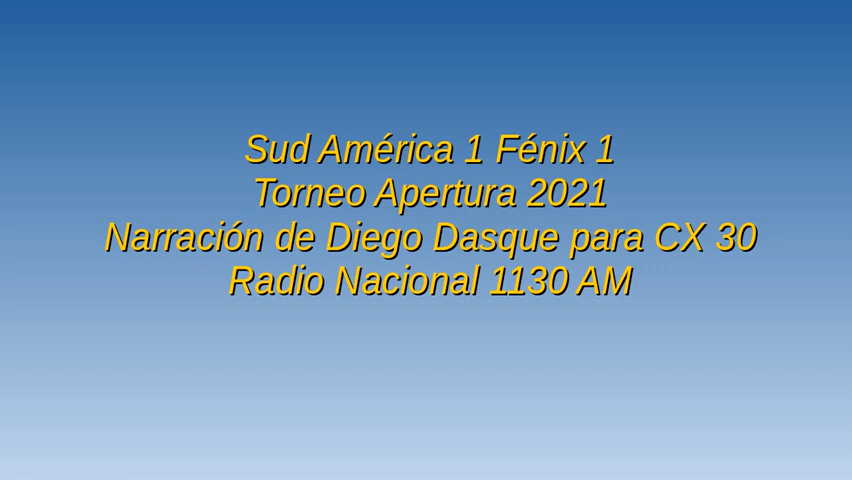 Sud América 1 Fénix 1
Torneo Apertura 2021
Narración de Diego Dasque para CX 30
Radio Nacional 1130 AM